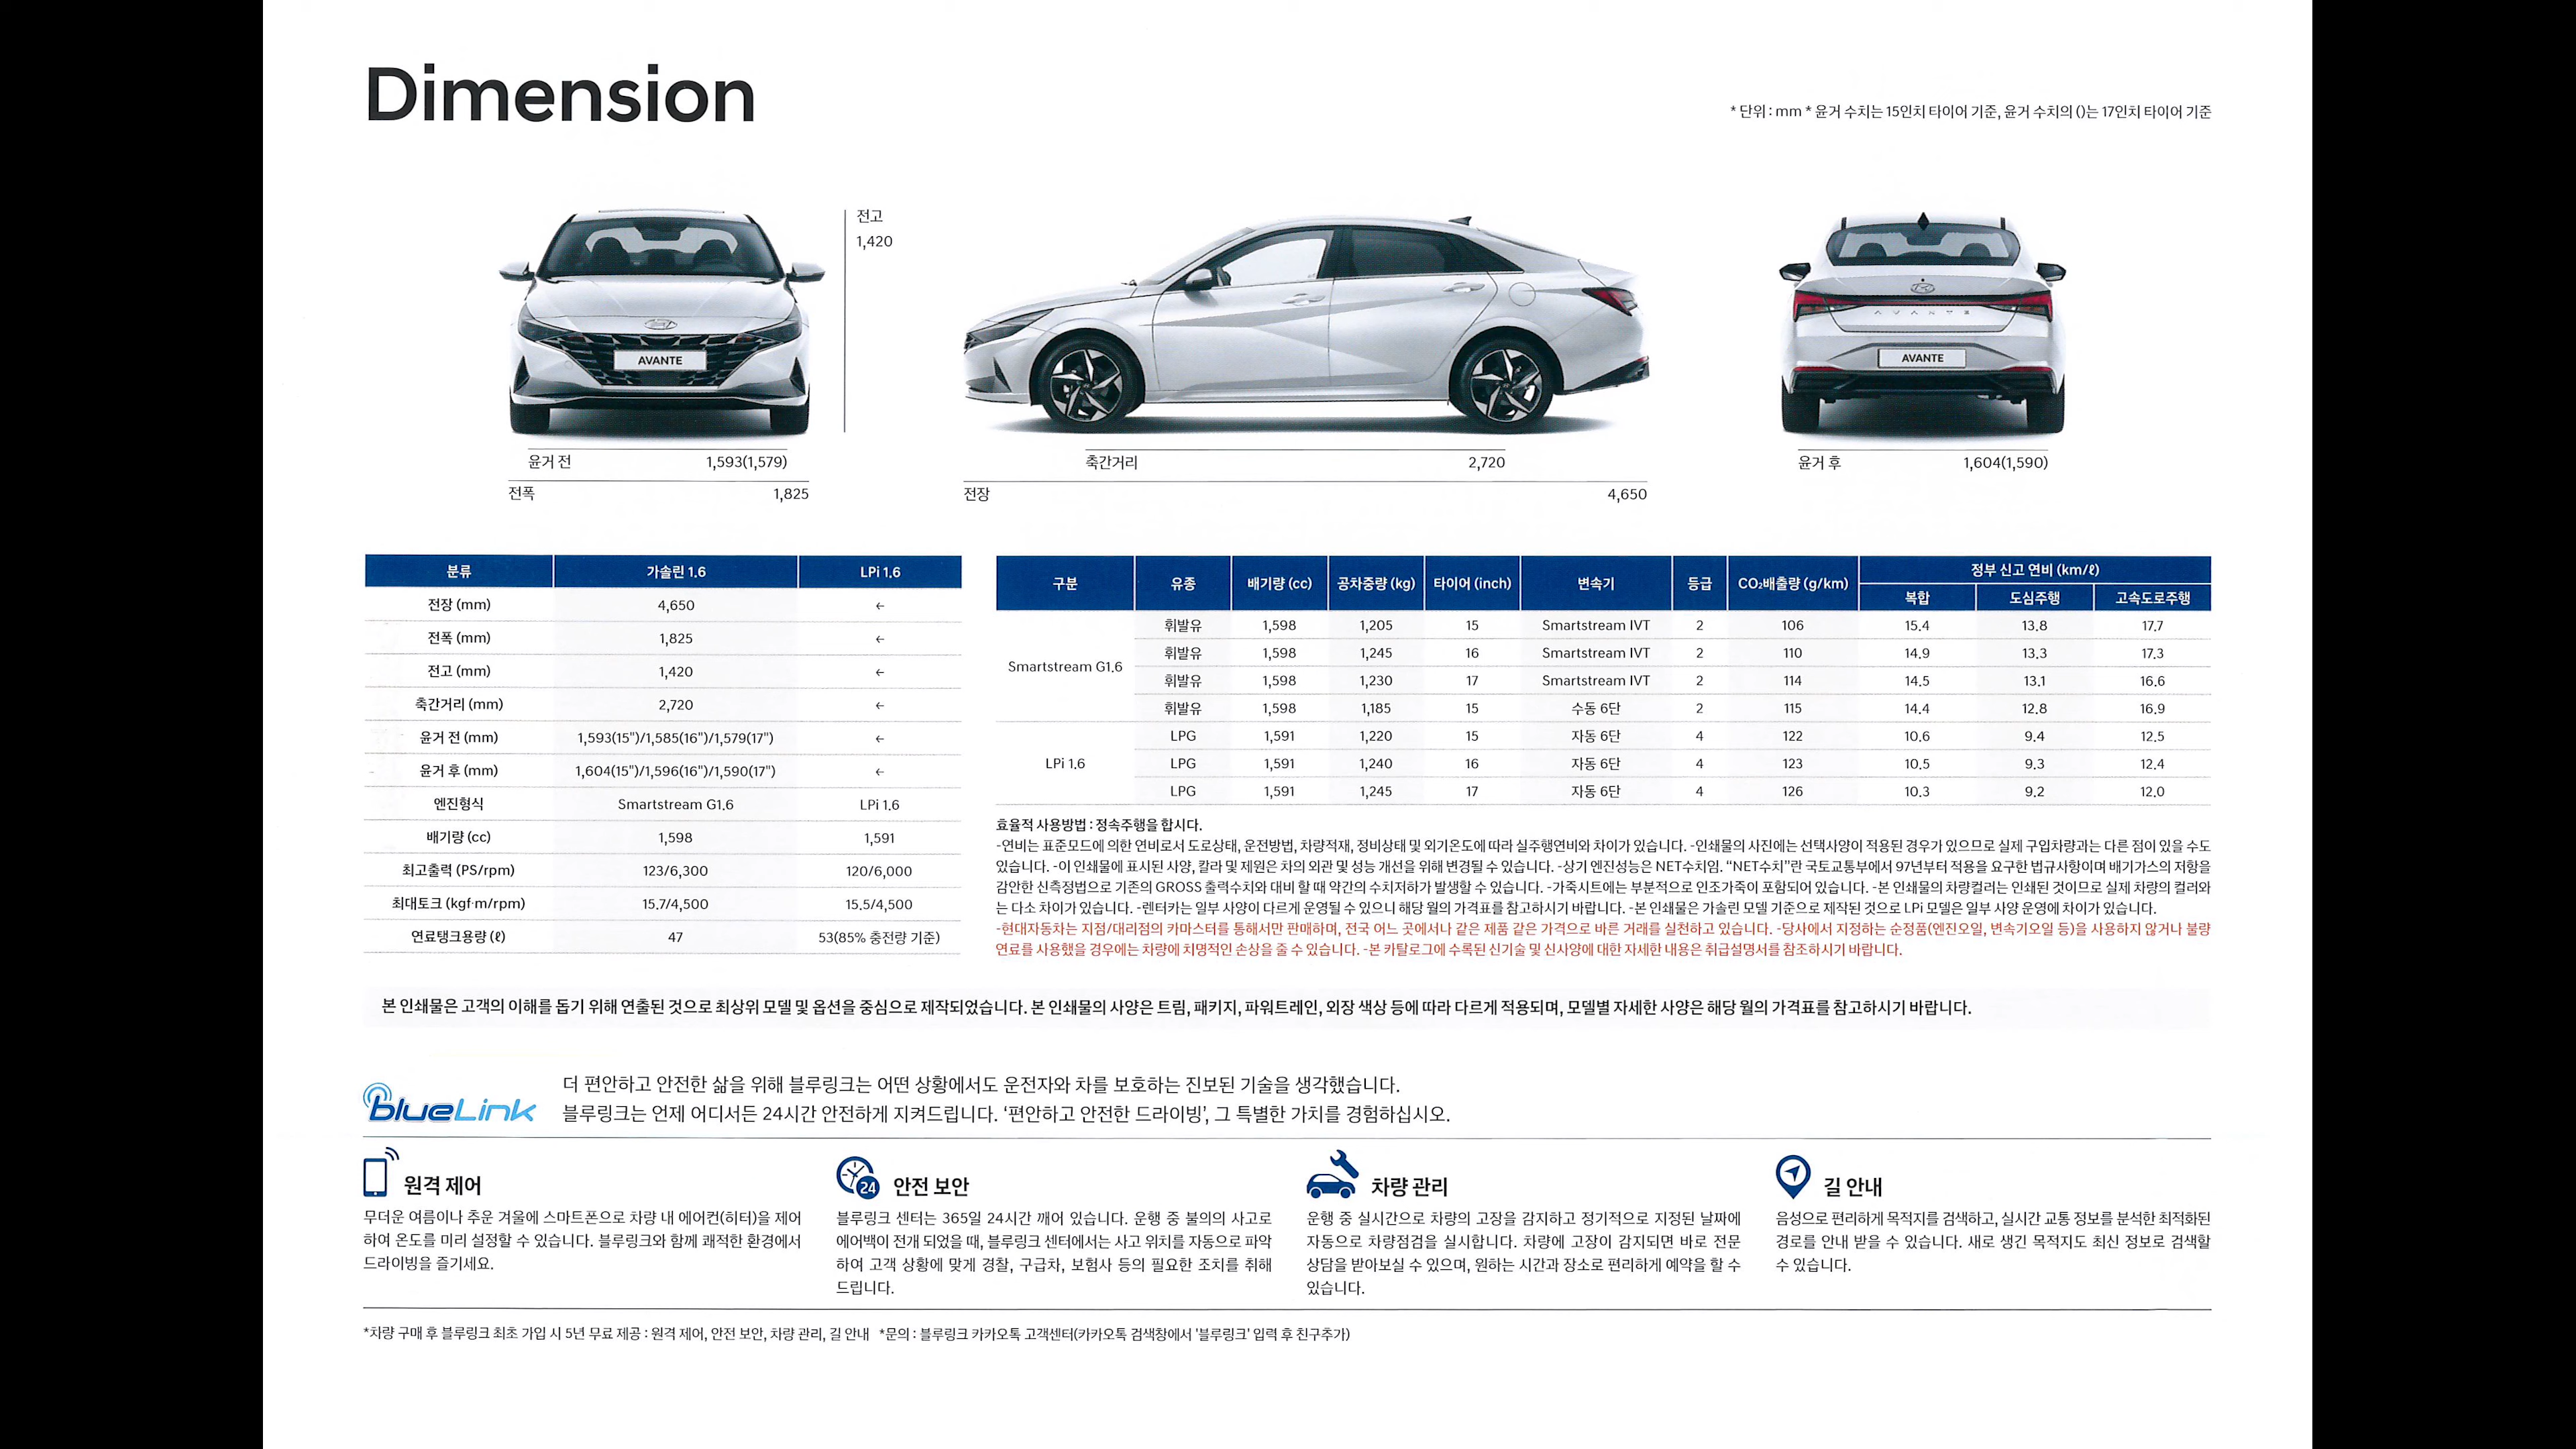 Dimension
* 단위 : mm * 윤거 수치는 15인치 타이어 기준, 윤거 수치의 ()는 17인치 타이어 기준
전고
1,420
AVANTE
AVANTE
AVANTE
윤거 전 1,593(1,579)
전폭 1,825
축간거리 2,720
전장 4,650
윤거 후 1,604(1,590)
분류 가솔린 1.6 LPi 1.6
전장 (mm) 4,650 ←
전폭 (mm) 1,825 ←
전고 (mm) 1,420 ←
축간거리 (mm) 2,720 ←
윤거 전 (mm) 1,593(15")/1,585(16")/1,579(17") ←
윤거 후 (mm) 1,604(15")/1,596(16")/1,590(17") ←
엔진형식 Smartstream G1.6 LPi 1.6
배기량 (cc) 1,598 1,591
최고출력 (PS/rpm) 123/6,300 120/6,000
최대토크 (kgf·m/rpm) 15.7/4,500 15.5/4,500
연료탱크용량 (ℓ) 47 53(85% 충전량 기준)
구분 유종 배기량 (cc) 공차중량 (kg) 타이어 (inch) 변속기 등급 CO₂배출량 (g/km) 정부 신고 연비 (km/ℓ)
복합 도심주행 고속도로주행
Smartstream G1.6
휘발유 1,598 1,205 15 Smartstream IVT 2 106 15.4 13.8 17.7
휘발유 1,598 1,245 16 Smartstream IVT 2 110 14.9 13.3 17.3
휘발유 1,598 1,230 17 Smartstream IVT 2 114 14.5 13.1 16.6
휘발유 1,598 1,185 15 수동 6단 2 115 14.4 12.8 16.9
LPi 1.6
LPG 1,591 1,220 15 자동 6단 4 122 10.6 9.4 12.5
LPG 1,591 1,240 16 자동 6단 4 123 10.5 9.3 12.4
LPG 1,591 1,245 17 자동 6단 4 126 10.3 9.2 12.0
효율적 사용방법 : 정속주행을 합시다.
-연비는 표준모드에 의한 연비로서 도로상태, 운전방법, 차량적재, 정비상태 및 외기온도에 따라 실주행연비와 차이가 있습니다. -인쇄물의 사진에는 선택사양이 적용된 경우가 있으므로 실제 구입차량과는 다른 점이 있을 수도
있습니다. -이 인쇄물에 표시된 사양, 칼라 및 제원은 차의 외관 및 성능 개선을 위해 변경될 수 있습니다. -상기 엔진성능은 NET수치임. “NET수치”란 국토교통부에서 97년부터 적용을 요구한 법규사항이며 배기가스의 저항을
감안한 신측정법으로 기존의 GROSS 출력수치와 대비 할 때 약간의 수치저하가 발생할 수 있습니다. -가죽시트에는 부분적으로 인조가죽이 포함되어 있습니다. -본 인쇄물의 차량컬러는 인쇄된 것이므로 실제 차량의 컬러와
는 다소 차이가 있습니다. -렌터카는 일부 사양이 다르게 운영될 수 있으니 해당 월의 가격표를 참고하시기 바랍니다. -본 인쇄물은 가솔린 모델 기준으로 제작된 것으로 LPi 모델은 일부 사양 운영에 차이가 있습니다.
-현대자동차는 지점/대리점의 카마스터를 통해서만 판매하며, 전국 어느 곳에서나 같은 제품 같은 가격으로 바른 거래를 실천하고 있습니다. -당사에서 지정하는 순정품(엔진오일, 변속기오일 등)을 사용하지 않거나 불량
연료를 사용했을 경우에는 차량에 치명적인 손상을 줄 수 있습니다. -본 카탈로그에 수록된 신기술 및 신사양에 대한 자세한 내용은 취급설명서를 참조하시기 바랍니다.
본 인쇄물은 고객의 이해를 돕기 위해 연출된 것으로 최상위 모델 및 옵션을 중심으로 제작되었습니다. 본 인쇄물의 사양은 트림, 패키지, 파워트레인, 외장 색상 등에 따라 다르게 적용되며, 모델별 자세한 사양은 해당 월의 가격표를 참고하시기 바랍니다.
blueLink
더 편안하고 안전한 삶을 위해 블루링크는 어떤 상황에서도 운전자와 차를 보호하는 진보된 기술을 생각했습니다.
블루링크는 언제 어디서든 24시간 안전하게 지켜드립니다. ‘편안하고 안전한 드라이빙’, 그 특별한 가치를 경험하십시오.
원격 제어
무더운 여름이나 추운 겨울에 스마트폰으로 차량 내 에어컨(히터)을 제어
하여 온도를 미리 설정할 수 있습니다. 블루링크와 함께 쾌적한 환경에서
드라이빙을 즐기세요.
24
안전 보안
블루링크 센터는 365일 24시간 깨어 있습니다. 운행 중 불의의 사고로
에어백이 전개 되었을 때, 블루링크 센터에서는 사고 위치를 자동으로 파악
하여 고객 상황에 맞게 경찰, 구급차, 보험사 등의 필요한 조치를 취해
드립니다.
차량 관리
운행 중 실시간으로 차량의 고장을 감지하고 정기적으로 지정된 날짜에
자동으로 차량점검을 실시합니다. 차량에 고장이 감지되면 바로 전문
상담을 받아보실 수 있으며, 원하는 시간과 장소로 편리하게 예약을 할 수
있습니다.
길 안내
음성으로 편리하게 목적지를 검색하고, 실시간 교통 정보를 분석한 최적화된
경로를 안내 받을 수 있습니다. 새로 생긴 목적지도 최신 정보로 검색할
수 있습니다.
*차량 구매 후 블루링크 최초 가입 시 5년 무료 제공 : 원격 제어, 안전 보안, 차량 관리, 길 안내 *문의 : 블루링크 카카오톡 고객센터(카카오톡 검색창에서 '블루링크' 입력 후 친구추가)